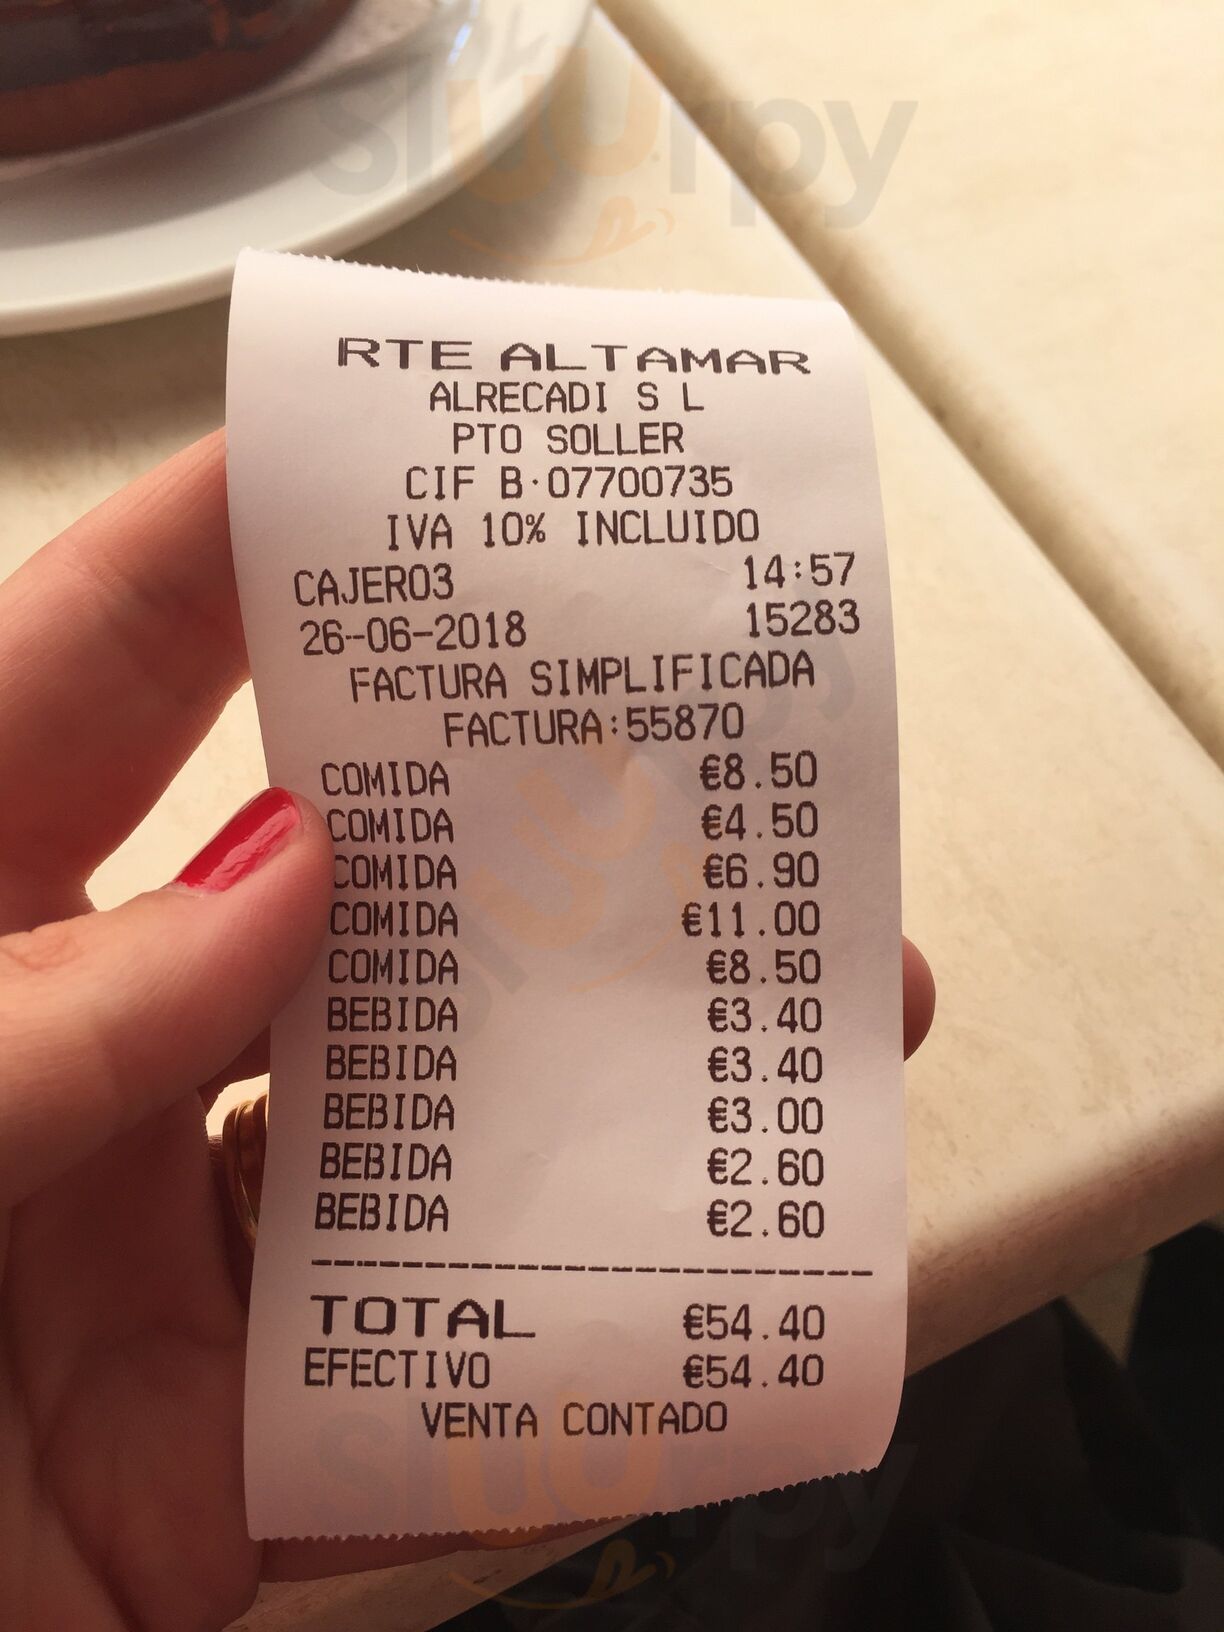 sluurpy
RTE ALTAMAR
ALRECADI S L
PTO SOLLER
CIF B·07700735
IVA 10% INCLUIDO
CAJERO3 14:57
26-06-2018 15283
FACTURA SIMPLIFICADA
FACTURA:55870
COMIDA €8.50
COMIDA €4.50
COMIDA €6.90
COMIDA €11.00
COMIDA €8.50
BEBIDA €3.40
BEBIDA €3.40
BEBIDA €3.00
BEBIDA €2.60
BEBIDA €2.60
TOTAL €54.40
EFECTIVO €54.40
VENTA CONTADO
sluurpy
sluurpy